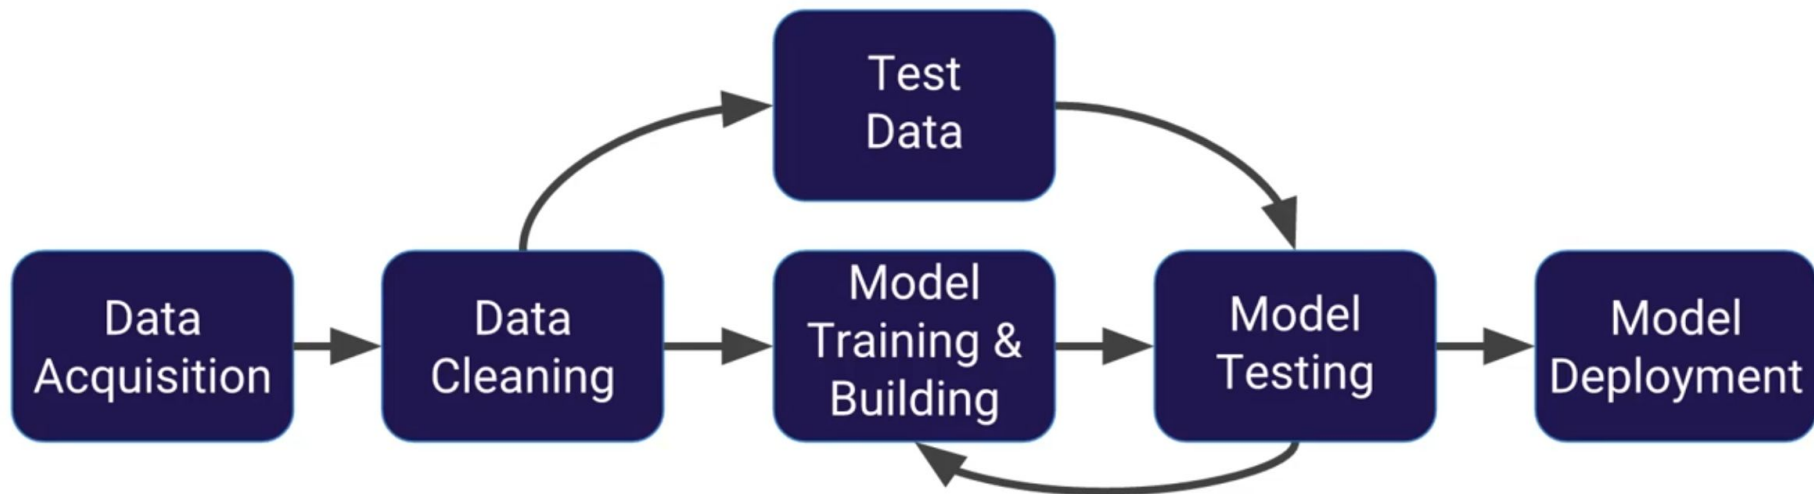 Test
Data
Data
Acquisition
Data
Cleaning
Model
Training &
Building
Model
Testing
Model
Deployment